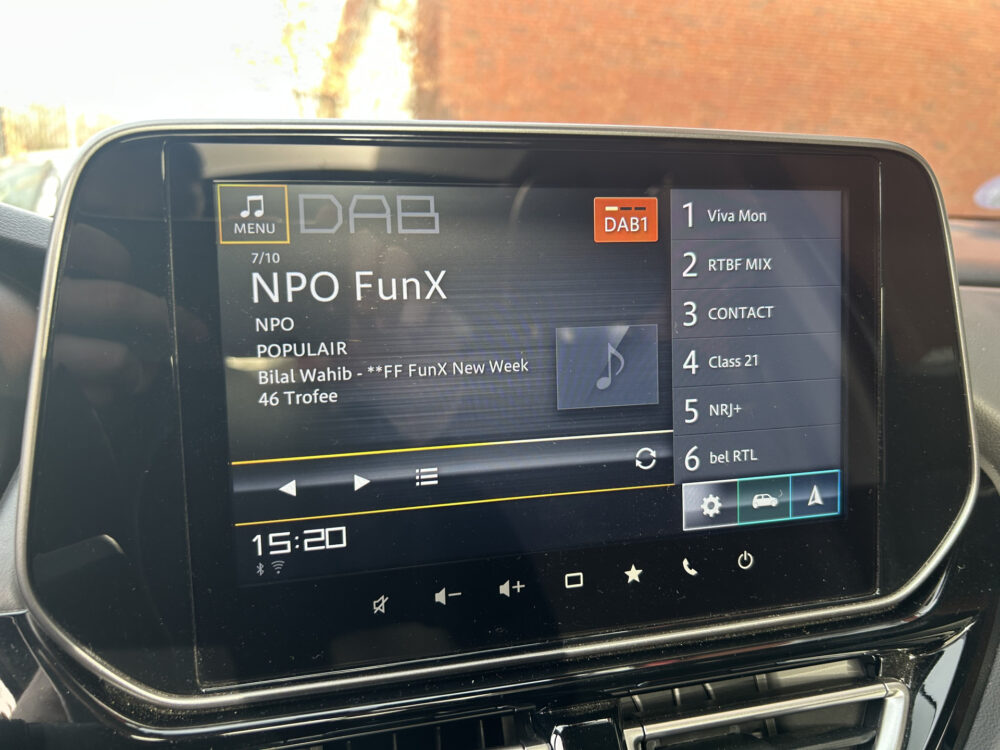 MENU
DAB
DAB1
7/10
NPO FunX
NPO
POPULAIR
Bilal Wahib - **FF FunX New Week
46 Trofee
15:20
1 Viva Mon
2 RTBF MIX
3 CONTACT
4 Class 21
5 NRJ+
6 bel RTL